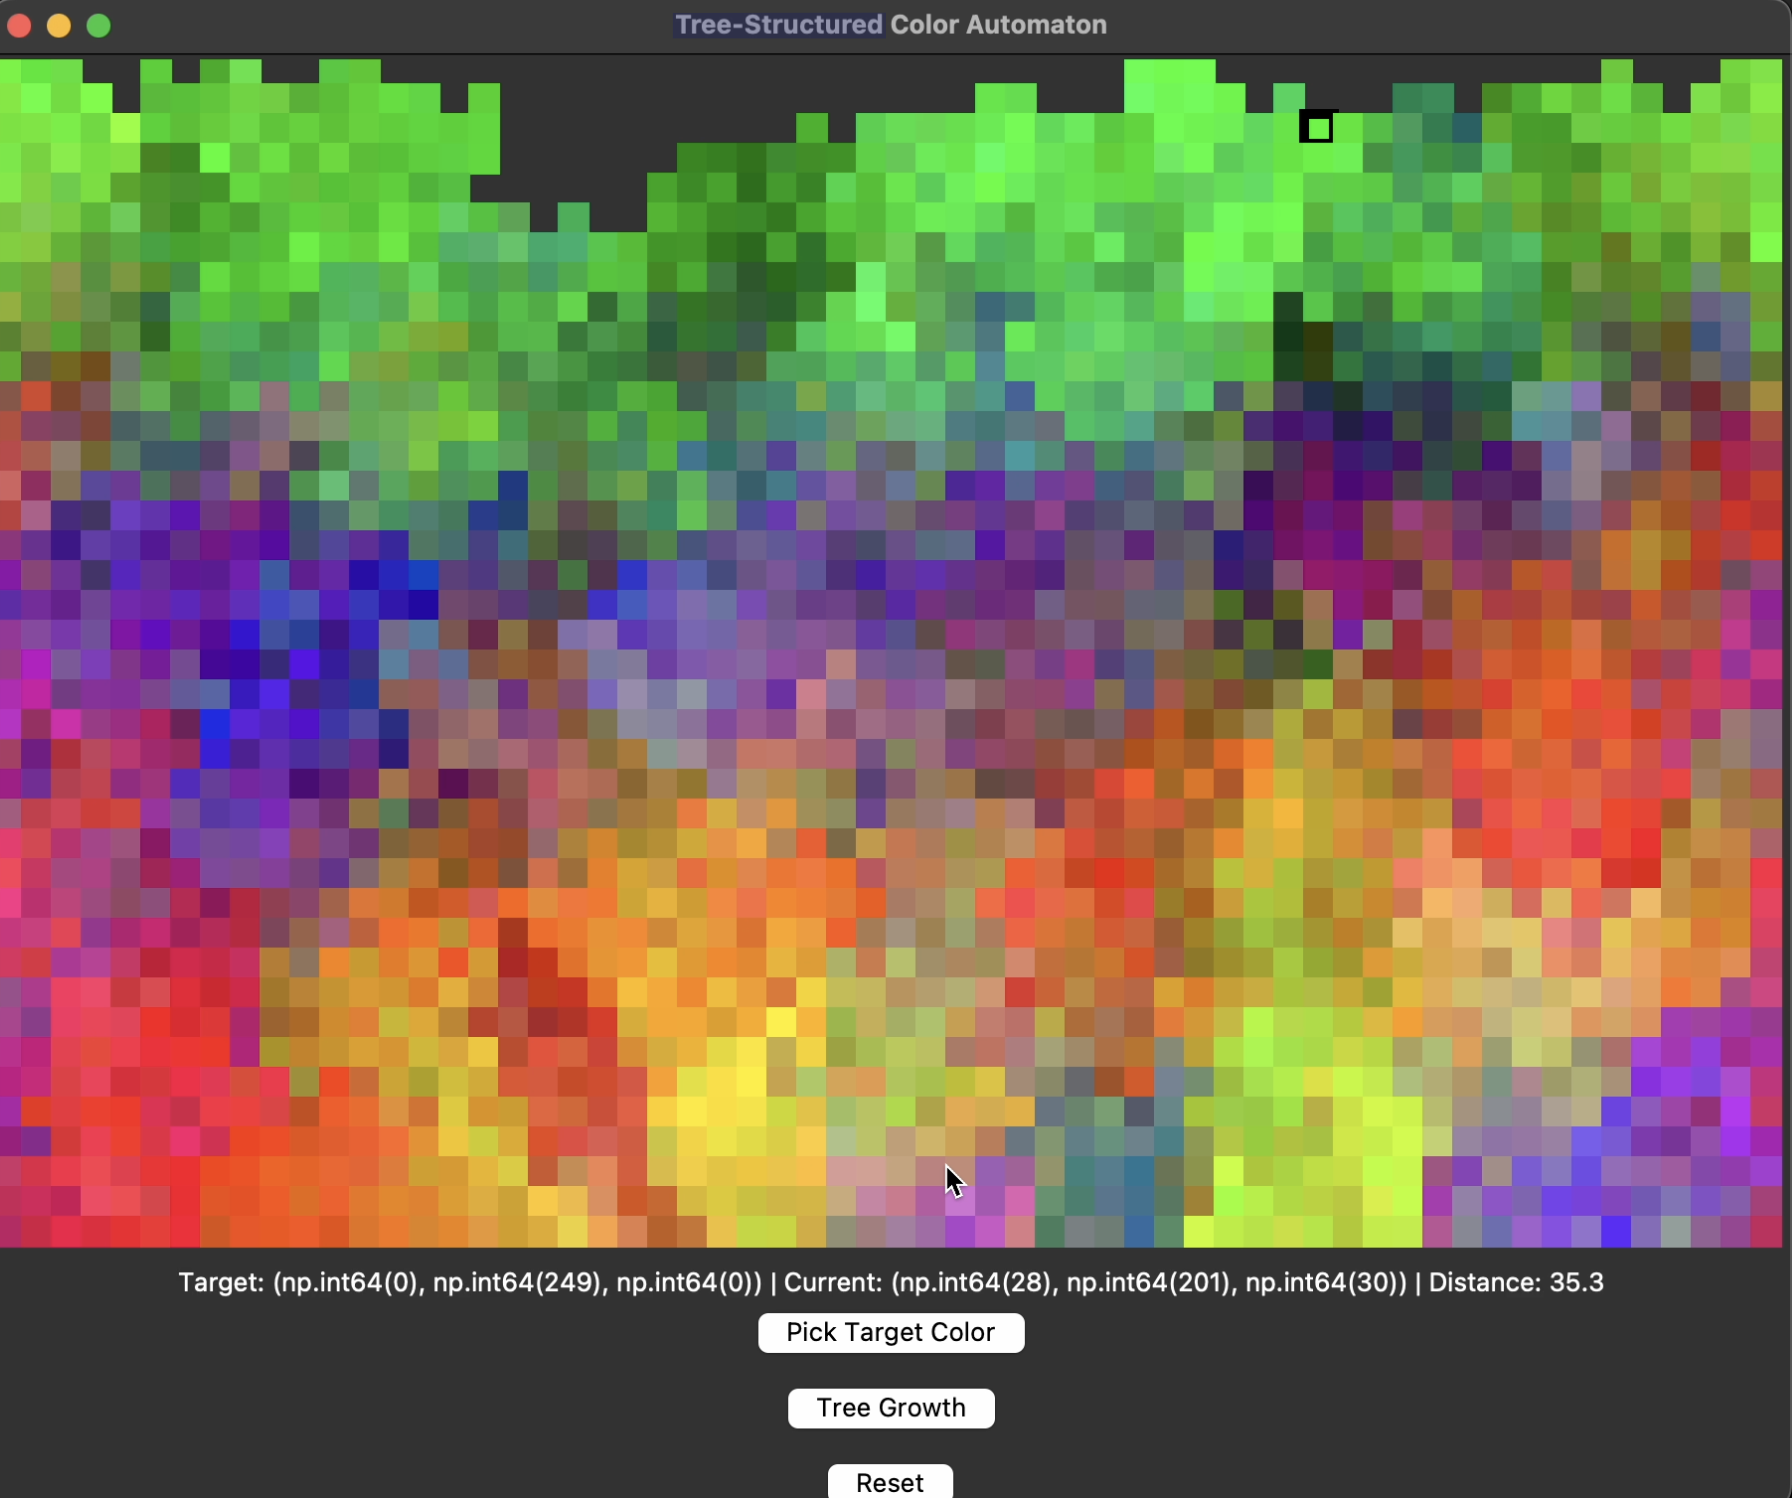 Tree-Structured Color Automaton
Target: (np.int64(0), np.int64(249), np.int64(0)) | Current: (np.int64(28), np.int64(201), np.int64(30)) | Distance: 35.3
Pick Target Color
Tree Growth
Reset